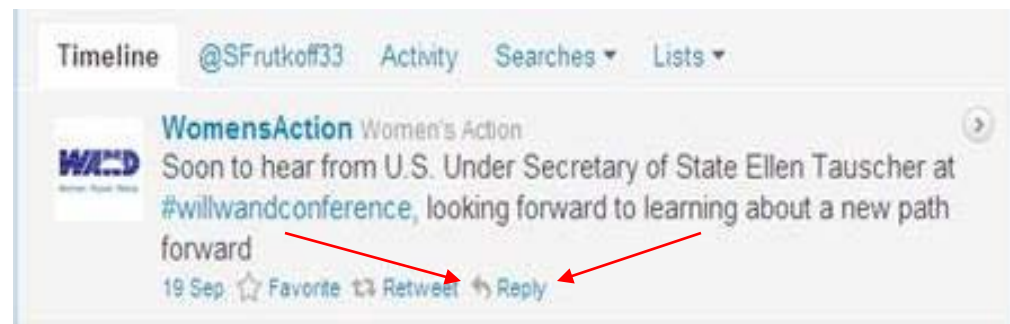 Timeline @SFrutkoff33 Activity Searches Lists
WomensAction Women's Action
WAND
Soon to hear from U.S. Under Secretary of State Ellen Tauscher at
#willwandconference, looking forward to learning about a new path
forward
19 Sep Favorite Retweet Reply